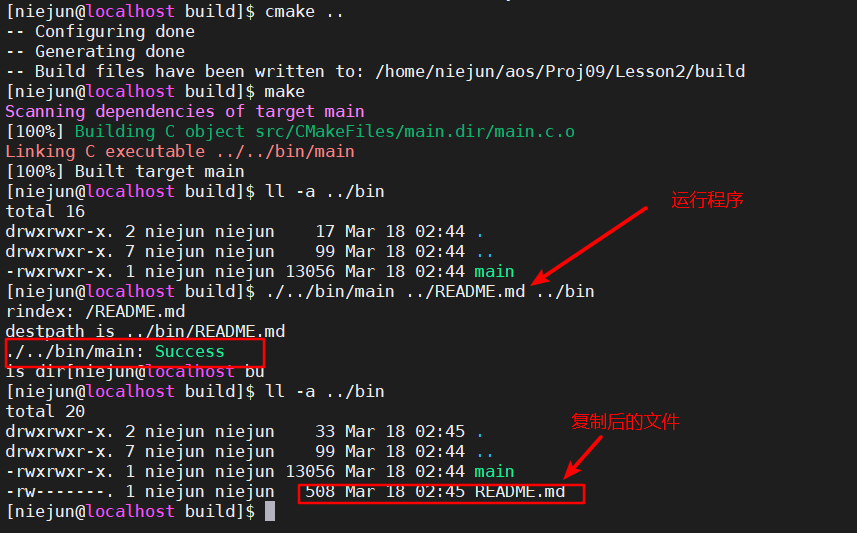 [niejun@localhost build]$ cmake ..
-- Configuring done
-- Generating done
-- Build files have been written to: /home/niejun/aos/Proj09/Lesson2/build
[niejun@localhost build]$ make
Scanning dependencies of target main
[100%] Building C object src/CMakeFiles/main.dir/main.c.o
Linking C executable ../../bin/main
[100%] Built target main
[niejun@localhost build]$ ll -a ../bin
total 16
drwxrwxr-x. 2 niejun niejun    17 Mar 18 02:44 .
drwxrwxr-x. 7 niejun niejun    99 Mar 18 02:44 ..
-rwxrwxr-x. 1 niejun niejun 13056 Mar 18 02:44 main
运行程序
[niejun@localhost build]$ ./../bin/main ../README.md ../bin
rindex: /README.md
destpath is ../bin/README.md
./../bin/main: Success
is dir[niejun@localhost bu
[niejun@localhost build]$ ll -a ../bin
total 20
drwxrwxr-x. 2 niejun niejun    33 Mar 18 02:45 .
复制后的文件
drwxrwxr-x. 7 niejun niejun    99 Mar 18 02:44 ..
-rwxrwxr-x. 1 niejun niejun 13056 Mar 18 02:44 main
-rw-------. 1 niejun niejun   508 Mar 18 02:45 README.md
[niejun@localhost build]$